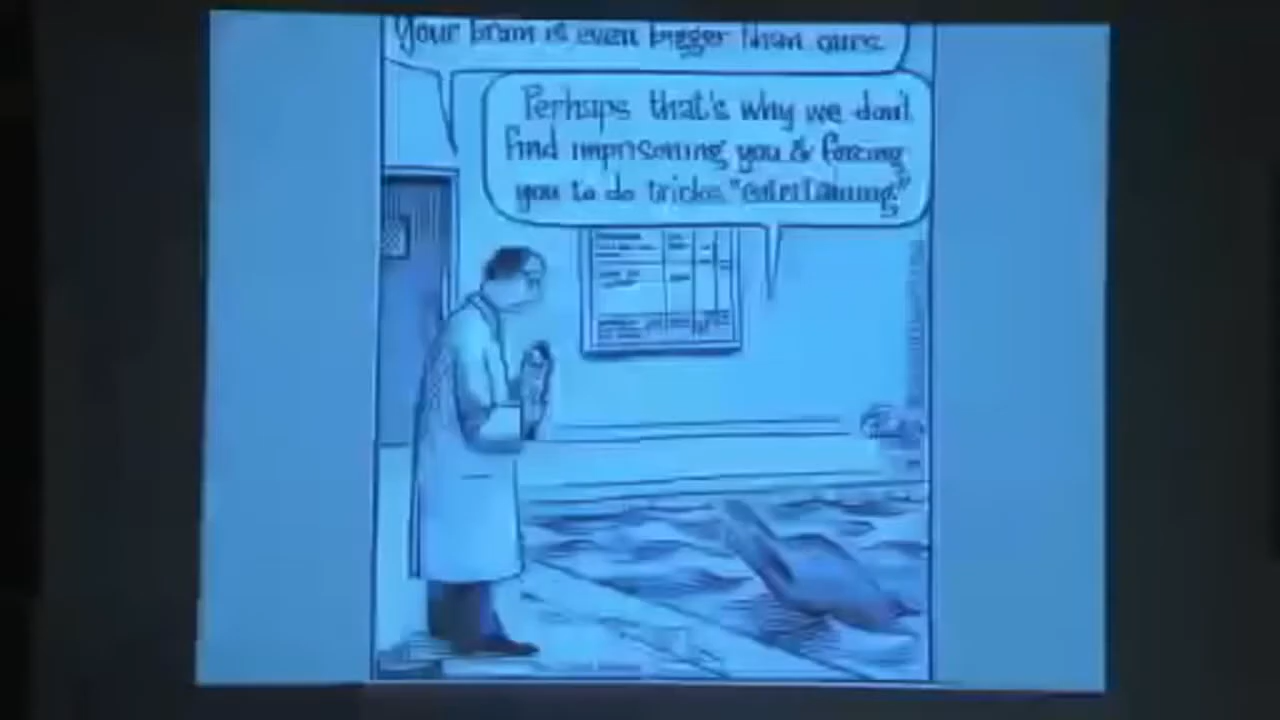 Your brain is even bigger than ours.
Perhaps that's why we don't
find imprisoning you & forcing
you to do tricks "entertaining."